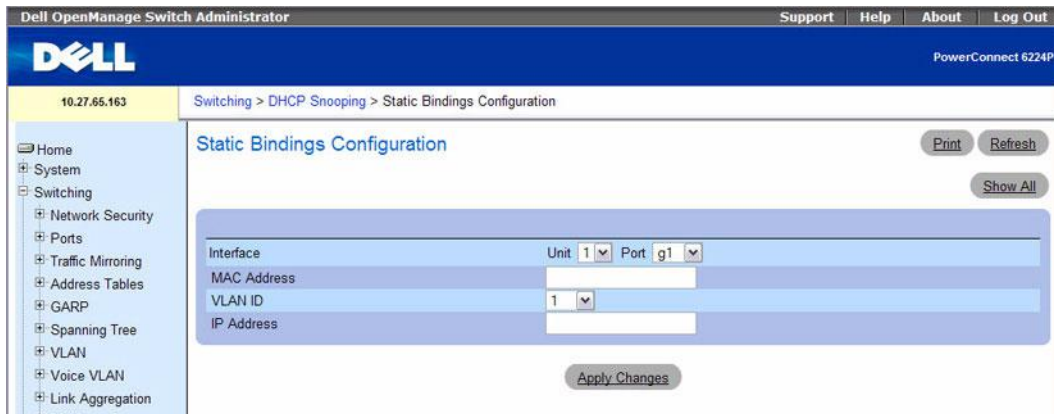 Dell OpenManage Switch Administrator Support Help About Log Out
DELL
PowerConnect 6224P
10.27.65.163
Switching > DHCP Snooping > Static Bindings Configuration
Home
System
Switching
Network Security
Ports
Traffic Mirroring
Address Tables
GARP
Spanning Tree
VLAN
Voice VLAN
Link Aggregation
Static Bindings Configuration
Print Refresh
Show All
Interface Unit 1 Port g1
MAC Address
VLAN ID 1
IP Address
Apply Changes